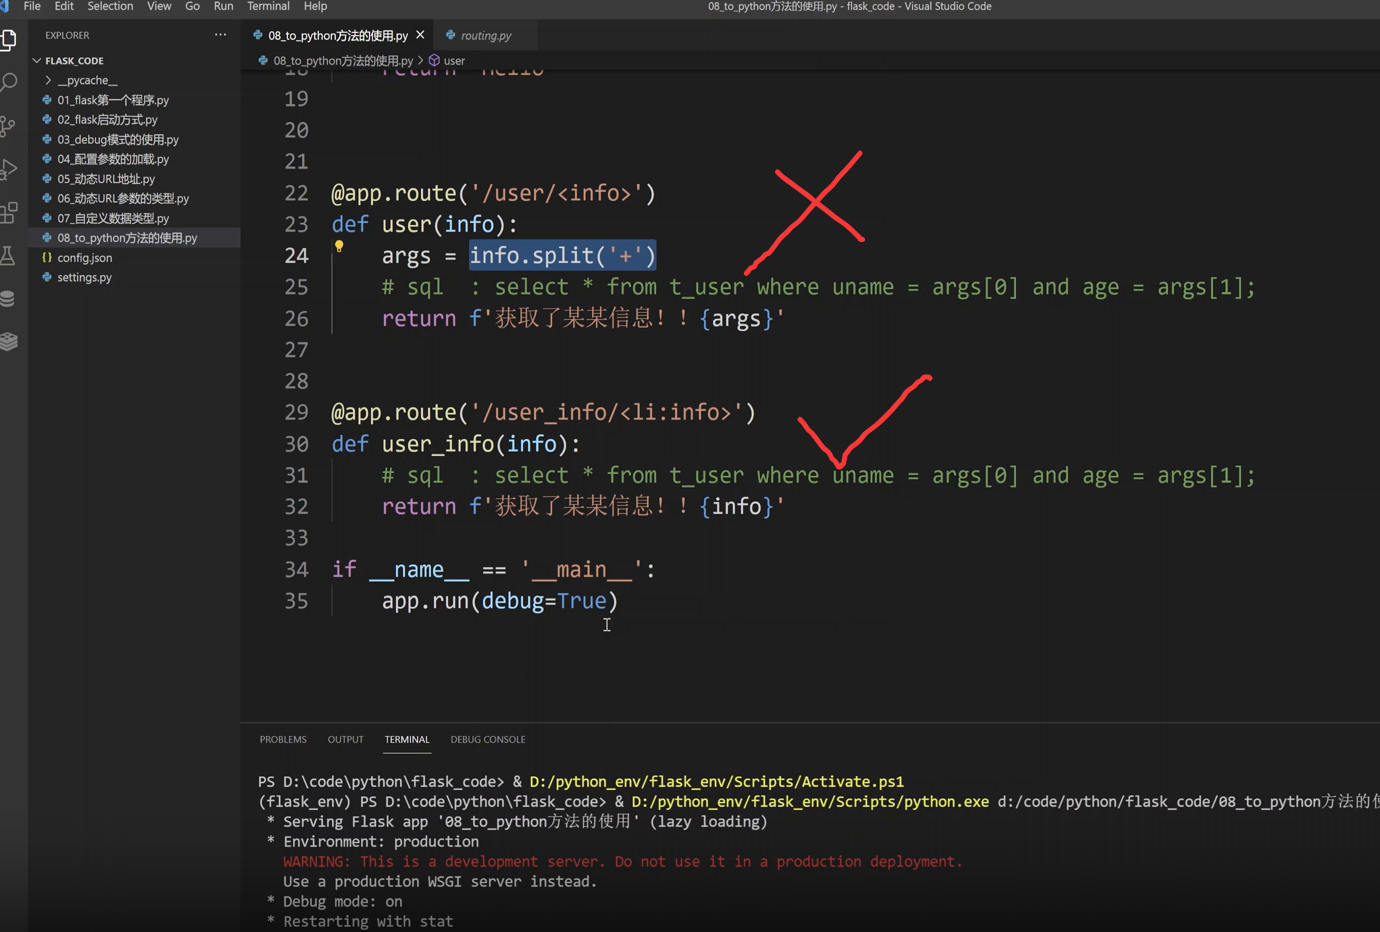 File Edit Selection View Go Run Terminal Help
08_to_python方法的使用.py - flask_code - Visual Studio Code
EXPLORER
FLASK_CODE
__pycache__
01_flask第一个程序.py
02_flask启动方式.py
03_debug模式的使用.py
04_配置参数的加载.py
05_动态URL地址.py
06_动态URL参数的类型.py
07_自定义数据类型.py
08_to_python方法的使用.py
config.json
settings.py
08_to_python方法的使用.py
routing.py
08_to_python方法的使用.py > user
18 return 'hello'
19
20
21
22 @app.route('/user/<info>')
23 def user(info):
24 args = info.split('+')
25 # sql : select * from t_user where uname = args[0] and age = args[1];
26 return f'获取了某某信息！！{args}'
27
28
29 @app.route('/user_info/<li:info>')
30 def user_info(info):
31 # sql : select * from t_user where uname = args[0] and age = args[1];
32 return f'获取了某某信息！！{info}'
33
34 if __name__ == '__main__':
35 app.run(debug=True)
PROBLEMS OUTPUT TERMINAL DEBUG CONSOLE
PS D:\code\python\flask_code> & D:/python_env/flask_env/Scripts/Activate.ps1
(flask_env) PS D:\code\python\flask_code> & D:/python_env/flask_env/Scripts/python.exe d:/code/python/flask_code/08_to_python方法的
* Serving Flask app '08_to_python方法的使用' (lazy loading)
* Environment: production
WARNING: This is a development server. Do not use it in a production deployment.
Use a production WSGI server instead.
* Debug mode: on
* Restarting with stat